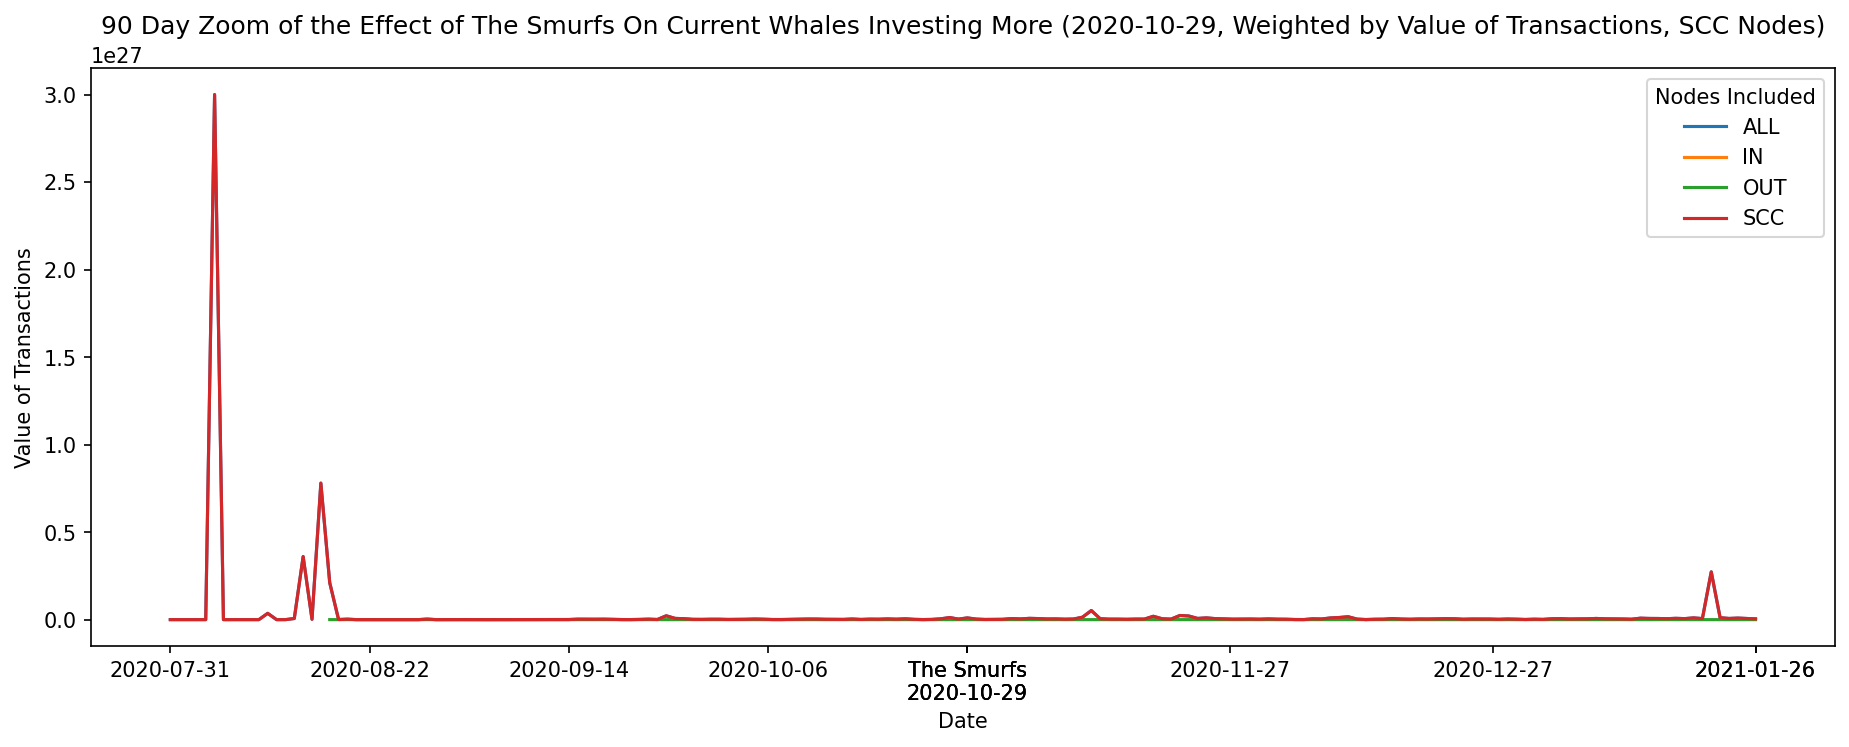 90 Day Zoom of the Effect of The Smurfs On Current Whales Investing More (2020-10-29, Weighted by Value of Transactions, SCC Nodes)
1e27
3.0
2.5
2.0
1.5
1.0
0.5
0.0
Value of Transactions
Nodes Included
ALL
IN
OUT
SCC
2020-07-31 2020-08-22 2020-09-14 2020-10-06 The Smurfs 2020-11-27 2020-12-27 2021-01-26
2020-10-29
Date